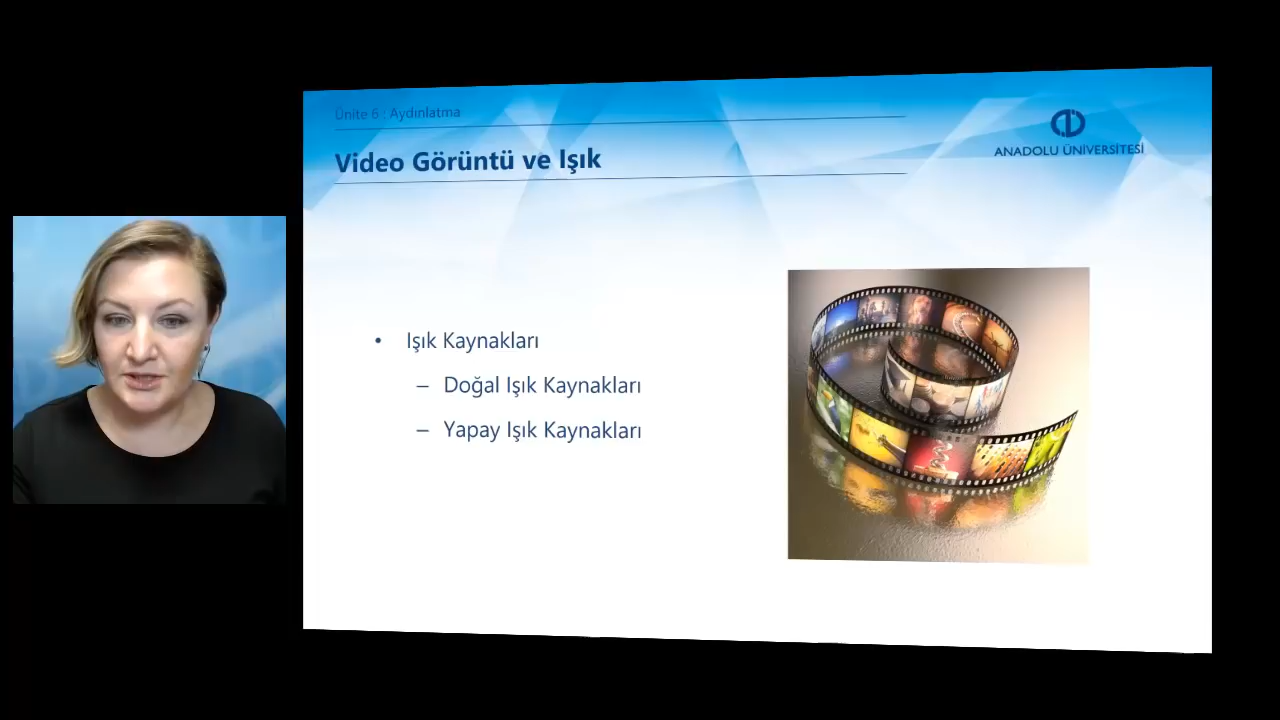 Ünite 6 : Aydınlatma
Video Görüntü ve Işık
ANADOLU ÜNİVERSİTESİ
• Işık Kaynakları
– Doğal Işık Kaynakları
– Yapay Işık Kaynakları